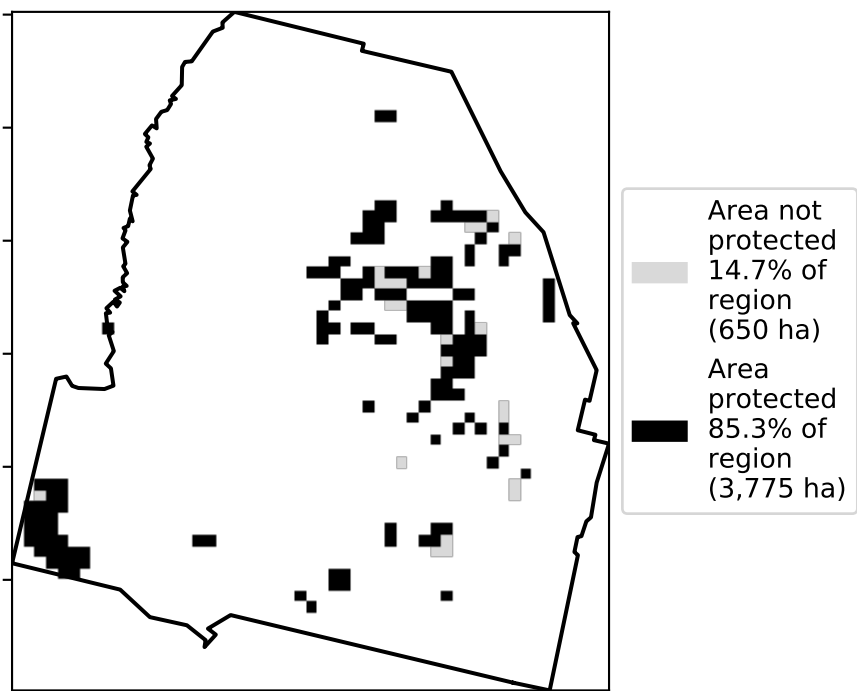 Area not
protected
14.7% of
region
(650 ha)
Area
protected
85.3% of
region
(3,775 ha)